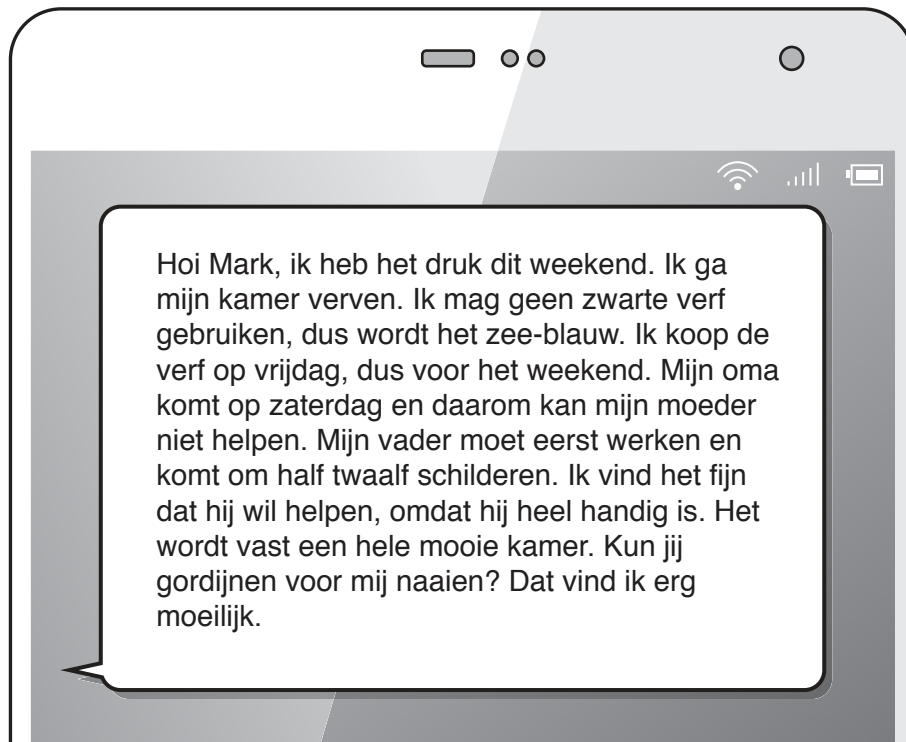 Hoi Mark, ik heb het druk dit weekend. Ik ga
mijn kamer verven. Ik mag geen zwarte verf
gebruiken, dus wordt het zee-blauw. Ik koop de
verf op vrijdag, dus voor het weekend. Mijn oma
komt op zaterdag en daarom kan mijn moeder
niet helpen. Mijn vader moet eerst werken en
komt om half twaalf schilderen. Ik vind het fijn
dat hij wil helpen, omdat hij heel handig is. Het
wordt vast een hele mooie kamer. Kun jij
gordijnen voor mij naaien? Dat vind ik erg
moeilijk.